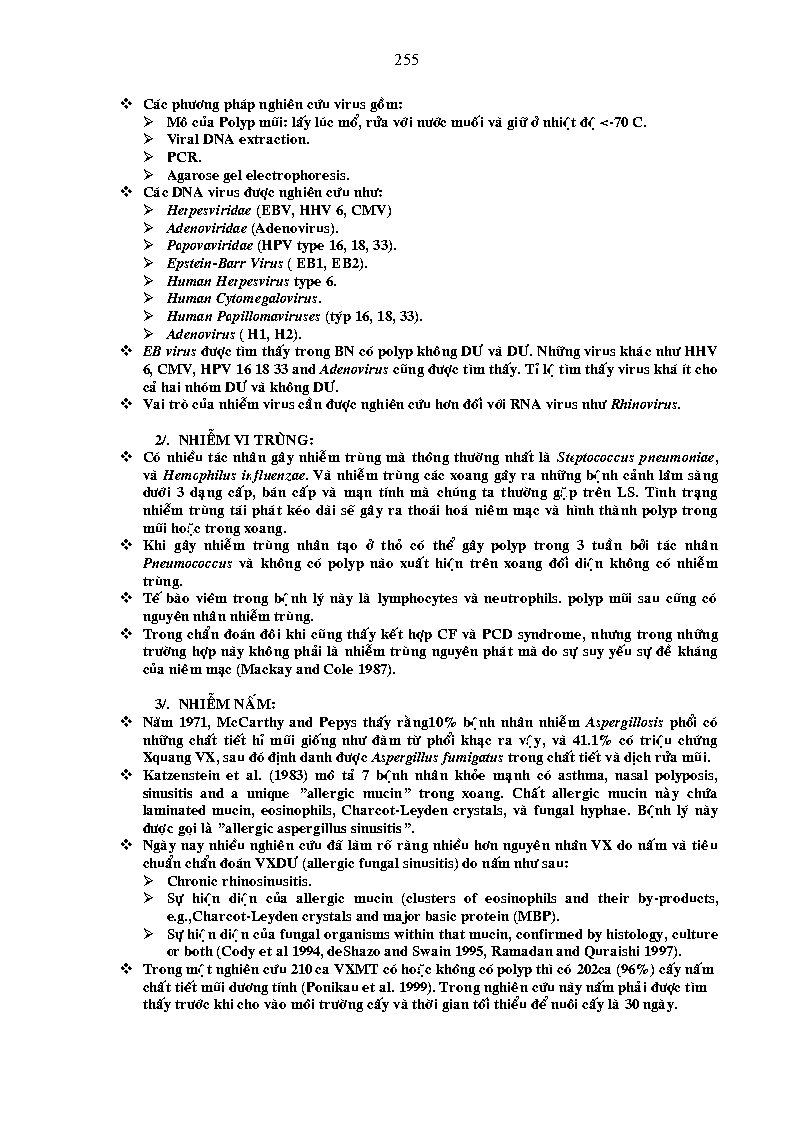 255
❖ Các phương pháp nghiên cứu virus gồm:
➢ Mô của Polyp mũi: lấy lúc mổ, rửa với nước muối và giữ ở nhiệt độ <-70 C.
➢ Viral DNA extraction.
➢ PCR.
➢ Agarose gel electrophoresis.
❖ Các DNA virus được nghiên cứu như:
➢ Herpesviridae (EBV, HHV 6, CMV)
➢ Adenoviridae (Adenovirus).
➢ Papovaviridae (HPV type 16, 18, 33).
➢ Epstein-Barr Virus ( EB1, EB2).
➢ Human Herpesvirus type 6.
➢ Human Cytomegalovirus.
➢ Human Papillomaviruses (týp 16, 18, 33).
➢ Adenovirus ( H1, H2).
❖ EB virus được tìm thấy trong BN có polyp không DƯ và DƯ. Những virus khác như HHV
6, CMV, HPV 16 18 33 and Adenovirus cũng được tìm thấy. Tỉ lệ tìm thấy virus khá ít cho
cả hai nhóm DƯ và không DƯ.
❖ Vai trò của nhiễm virus cần được nghiên cứu hơn đối với RNA virus như Rhinovirus.
2/. NHIỄM VI TRÙNG:
❖ Có nhiều tác nhân gây nhiễm trùng mà thông thường nhất là Steptococcus pneumoniae,
và Hemophilus influenzae. Và nhiễm trùng các xoang gây ra những bệnh cảnh lâm sàng
dưới 3 dạng cấp, bán cấp và mạn tính mà chúng ta thường gặp trên LS. Tình trạng
nhiễm trùng tái phát kéo dài sẽ gây ra thoái hoá niêm mạc và hình thành polyp trong
mũi hoặc trong xoang.
❖ Khi gây nhiễm trùng nhân tạo ở thỏ có thể gây polyp trong 3 tuần bởi tác nhân
Pneumococcus và không có polyp nào xuất hiện trên xoang đối diện không có nhiễm
trùng.
❖ Tế bào viêm trong bệnh lý này là lymphocytes và neutrophils. polyp mũi sau cũng có
nguyên nhân nhiễm trùng.
❖ Trong chẩn đoán đôi khi cũng thấy kết hợp CF và PCD syndrome, nhưng trong những
trường hợp này không phải là nhiễm trùng nguyên phát mà do sự suy yếu sự đề kháng
của niêm mạc (Mackay and Cole 1987).
3/. NHIỄM NẤM:
❖ Năm 1971, McCarthy and Pepys thấy rằng10% bệnh nhân nhiễm Aspergillosis phổi có
những chất tiết hỉ mũi giống như đàm từ phổi khạc ra vậy, và 41.1% có triệu chứng
Xquang VX, sau đó định danh được Aspergillus fumigatus trong chất tiết và dịch rửa mũi.
❖ Katzenstein et al. (1983) mô tả 7 bệnh nhân khỏe mạnh có asthma, nasal polyposis,
sinusitis and a unique ”allergic mucin” trong xoang. Chất allergic mucin này chứa
laminated mucin, eosinophils, Charcot-Leyden crystals, và fungal hyphae. Bệnh lý này
được gọi là ”allergic aspergillus sinusitis”.
❖ Ngày nay nhiều nghiên cứu đã làm rõ ràng nhiều hơn nguyên nhân VX do nấm và tiêu
chuẩn chẩn đoán VXDƯ (allergic fungal sinusitis) do nấm như sau:
➢ Chronic rhinosinusitis.
➢ Sự hiện diện của allergic mucin (clusters of eosinophils and their by-products,
e.g.,Charcot-Leyden crystals and major basic protein (MBP).
➢ Sự hiện diện của fungal organisms within that mucin, confirmed by histology, culture
or both (Cody et al 1994, deShazo and Swain 1995, Ramadan and Quraishi 1997).
❖ Trong một nghiên cứu 210 ca VXMT có hoặc không có polyp thì có 202ca (96%) cấy nấm
chất tiết mũi dương tính (Ponikau et al. 1999). Trong nghiên cứu này nấm phải được tìm
thấy trước khi cho vào môi trường cấy và thời gian tối thiểu để nuôi cấy là 30 ngày.